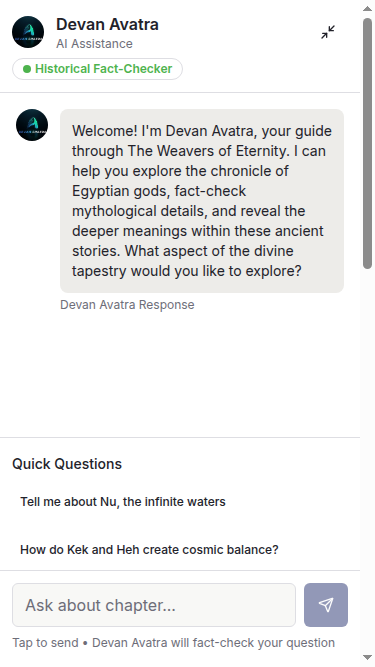 Devan Avatra
AI Assistance
Historical Fact-Checker
Welcome! I'm Devan Avatra, your guide
through The Weavers of Eternity. I can
help you explore the chronicle of
Egyptian gods, fact-check
mythological details, and reveal the
deeper meanings within these ancient
stories. What aspect of the divine
tapestry would you like to explore?
Devan Avatra Response
Quick Questions
Tell me about Nu, the infinite waters
How do Kek and Heh create cosmic balance?
Ask about chapter...
Tap to send • Devan Avatra will fact-check your question